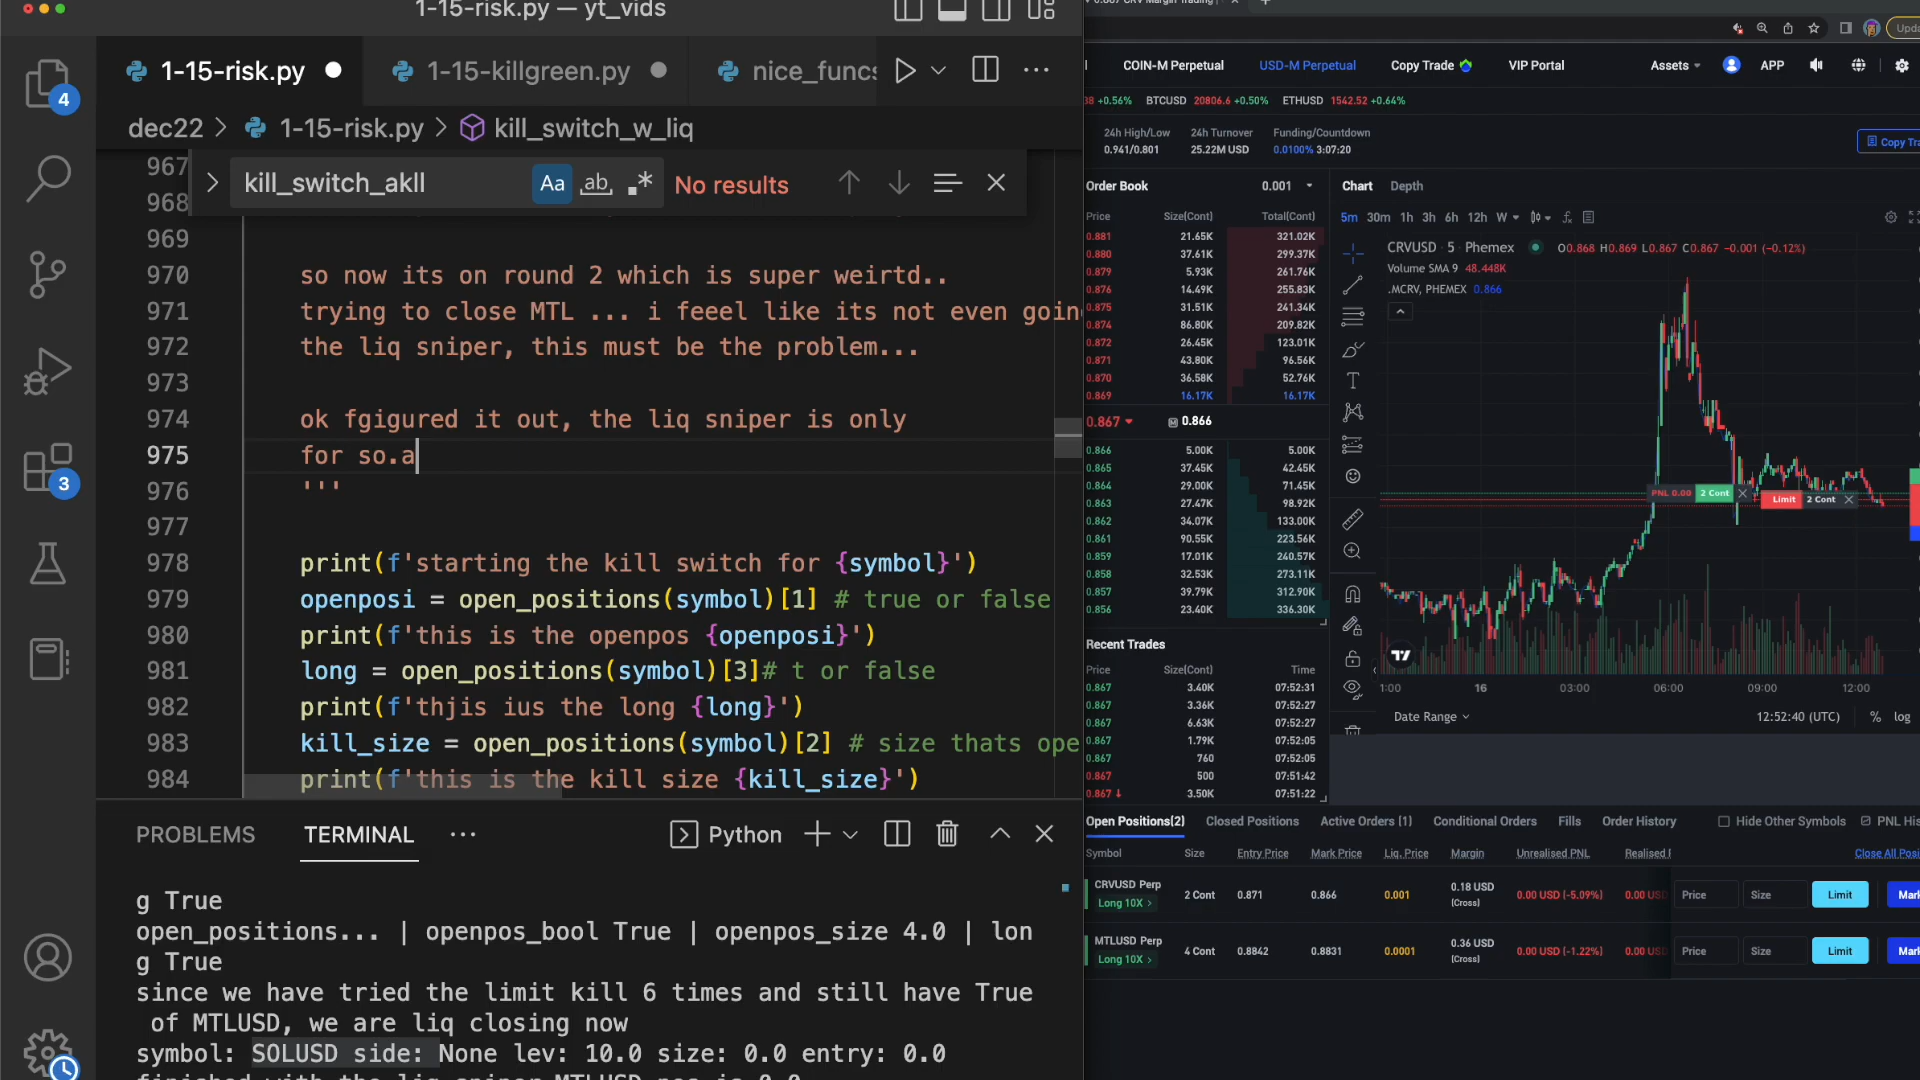 1-15-risk.py — yt_vids
1-15-risk.py
1-15-killgreen.py
nice_funcs
dec22 > 1-15-risk.py > kill_switch_w_liq
kill_switch_akll
Aa
ab
No results
967
968
969
970 so now its on round 2 which is super weirtd..
971 trying to close MTL ... i feeel like its not even goin
972 the liq sniper, this must be the problem...
973
974 ok fgigured it out, the liq sniper is only
975 for so.a
976 '''
977
978 print(f'starting the kill switch for {symbol}')
979 openposi = open_positions(symbol)[1] # true or false
980 print(f'this is the openpos {openposi}')
981 long = open_positions(symbol)[3]# t or false
982 print(f'thjis ius the long {long}')
983 kill_size = open_positions(symbol)[2] # size thats ope
984 print(f'this is the kill size {kill_size}')
4
3
PROBLEMS
TERMINAL
Python
g True
open_positions... | openpos_bool True | openpos_size 4.0 | lon
g True
since we have tried the limit kill 6 times and still have True
of MTLUSD, we are liq closing now
symbol: SOLUSD side: None lev: 10.0 size: 0.0 entry: 0.0
COIN-M Perpetual
USD-M Perpetual
Copy Trade
VIP Portal
Assets
APP
+0.56% BTCUSD 20806.6 +0.50% ETHUSD 1542.52 +0.64%
24h High/Low 24h Turnover Funding/Countdown
0.941/0.801 25.22M USD 0.0100% 3:07:20
Order Book 0.001
Price Size(Cont) Total(Cont)
0.881 21.65K 321.02K
0.880 37.61K 299.37K
0.879 5.93K 261.76K
0.876 14.49K 255.83K
0.875 31.51K 241.34K
0.874 86.80K 209.82K
0.872 26.45K 123.01K
0.871 43.80K 96.56K
0.870 36.58K 52.76K
0.869 16.17K 16.17K
0.867 0.866
0.866 5.00K 5.00K
0.865 37.45K 42.45K
0.864 29.00K 71.45K
0.863 27.47K 98.92K
0.862 34.07K 133.00K
0.861 90.55K 223.56K
0.859 17.01K 240.57K
0.858 32.53K 273.11K
0.857 39.79K 312.90K
0.856 23.40K 336.30K
Recent Trades
Price Size(Cont) Time
0.867 3.40K 07:52:31
0.867 3.36K 07:52:27
0.867 6.63K 07:52:27
0.867 1.79K 07:52:05
0.867 760 07:52:05
0.867 500 07:51:42
0.867 3.50K 07:51:22
Chart Depth
5m 30m 1h 3h 6h 12h W
CRVUSD · 5 · Phemex O0.868 H0.869 L0.867 C0.867 −0.001 (−0.12%)
Volume SMA 9 48.448K
.MCRV, PHEMEX 0.866
PNL 0.00 2 Cont
Limit 2 Cont
1:00 16 03:00 06:00 09:00 12:00
Date Range 12:52:40 (UTC) % log
Open Positions(2) Closed Positions Active Orders (1) Conditional Orders Fills Order History Hide Other Symbols
Symbol Size Entry Price Mark Price Liq. Price Margin Unrealised PNL
CRVUSD Perp 2 Cont 0.871 0.866 0.001 0.18 USD 0.00 USD (-5.09%) 0.00 USD Price Size Limit
Long 10X > (Cross)
MTLUSD Perp 4 Cont 0.8842 0.8831 0.0001 0.36 USD 0.00 USD (-1.22%) 0.00 USD Price Size Limit
Long 10X > (Cross)